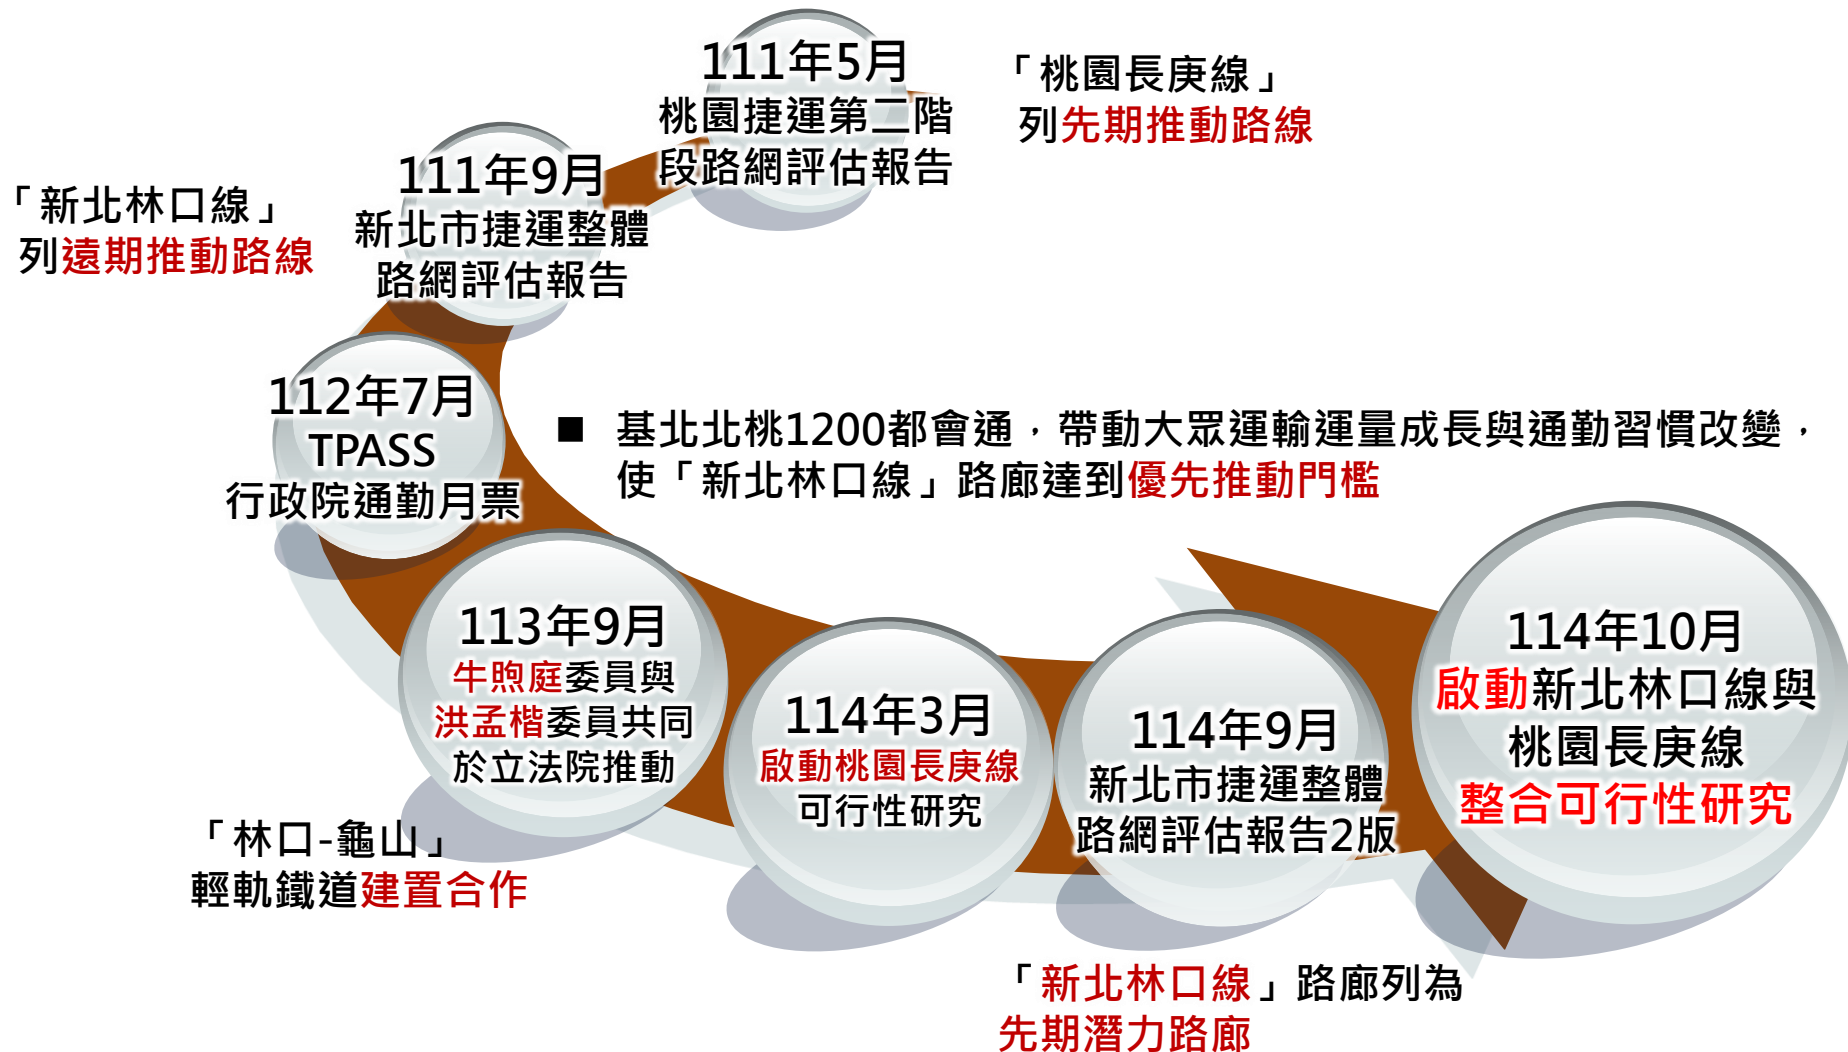 111年5月
桃園捷運第二階
段路網評估報告
「桃園長庚線」
列先期推動路線
111年9月
新北市捷運整體
路網評估報告
「新北林口線」
列遠期推動路線
112年7月
TPASS
行政院通勤月票
■ 基北北桃1200都會通，帶動大眾運輸運量成長與通勤習慣改變，
使「新北林口線」路廊達到優先推動門檻
113年9月
牛煦庭委員與
洪孟楷委員共同
於立法院推動
「林口-龜山」
輕軌鐵道建置合作
114年3月
啟動桃園長庚線
可行性研究
114年9月
新北市捷運整體
路網評估報告2版
「新北林口線」路廊列為
先期潛力路廊
114年10月
啟動新北林口線與
桃園長庚線
整合可行性研究